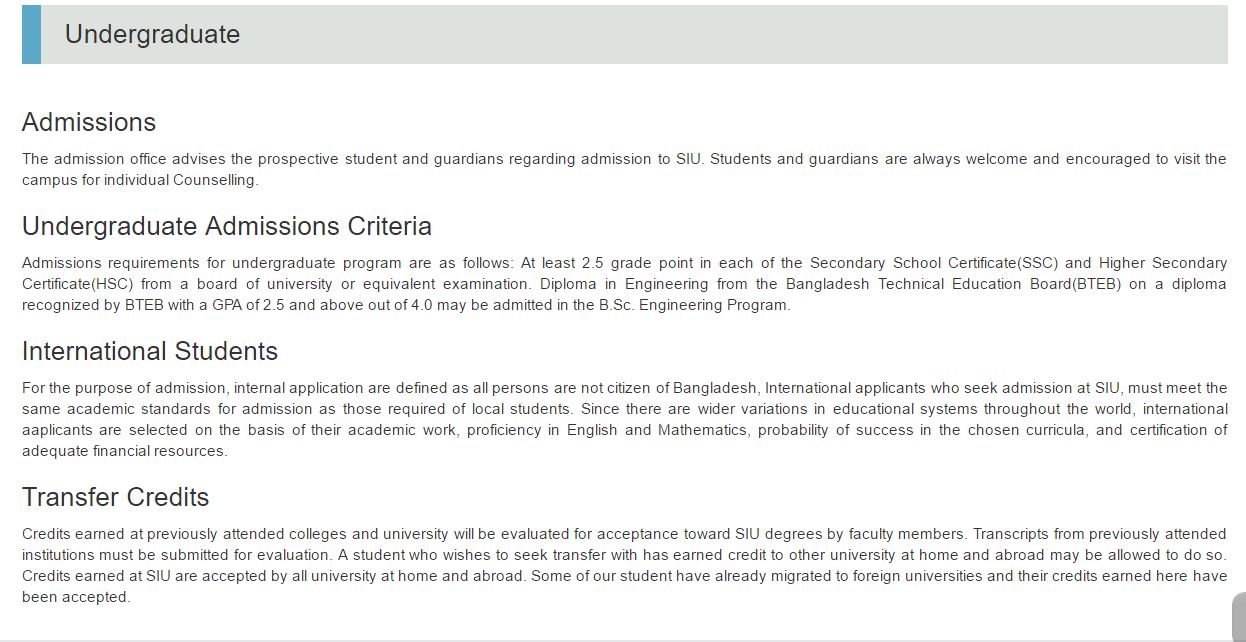 Undergraduate
Admissions
The admission office advises the prospective student and guardians regarding admission to SIU. Students and guardians are always welcome and encouraged to visit the
campus for individual Counselling.
Undergraduate Admissions Criteria
Admissions requirements for undergraduate program are as follows: At least 2.5 grade point in each of the Secondary School Certificate(SSC) and Higher Secondary
Certificate(HSC) from a board of university or equivalent examination. Diploma in Engineering from the Bangladesh Technical Education Board(BTEB) on a diploma
recognized by BTEB with a GPA of 2.5 and above out of 4.0 may be admitted in the B.Sc. Engineering Program.
International Students
For the purpose of admission, internal application are defined as all persons are not citizen of Bangladesh, International applicants who seek admission at SIU, must meet the
same academic standards for admission as those required of local students. Since there are wider variations in educational systems throughout the world, international
aaplicants are selected on the basis of their academic work, proficiency in English and Mathematics, probability of success in the chosen curricula, and certification of
adequate financial resources.
Transfer Credits
Credits earned at previously attended colleges and university will be evaluated for acceptance toward SIU degrees by faculty members. Transcripts from previously attended
institutions must be submitted for evaluation. A student who wishes to seek transfer with has earned credit to other university at home and abroad may be allowed to do so.
Credits earned at SIU are accepted by all university at home and abroad. Some of our student have already migrated to foreign universities and their credits earned here have
been accepted.